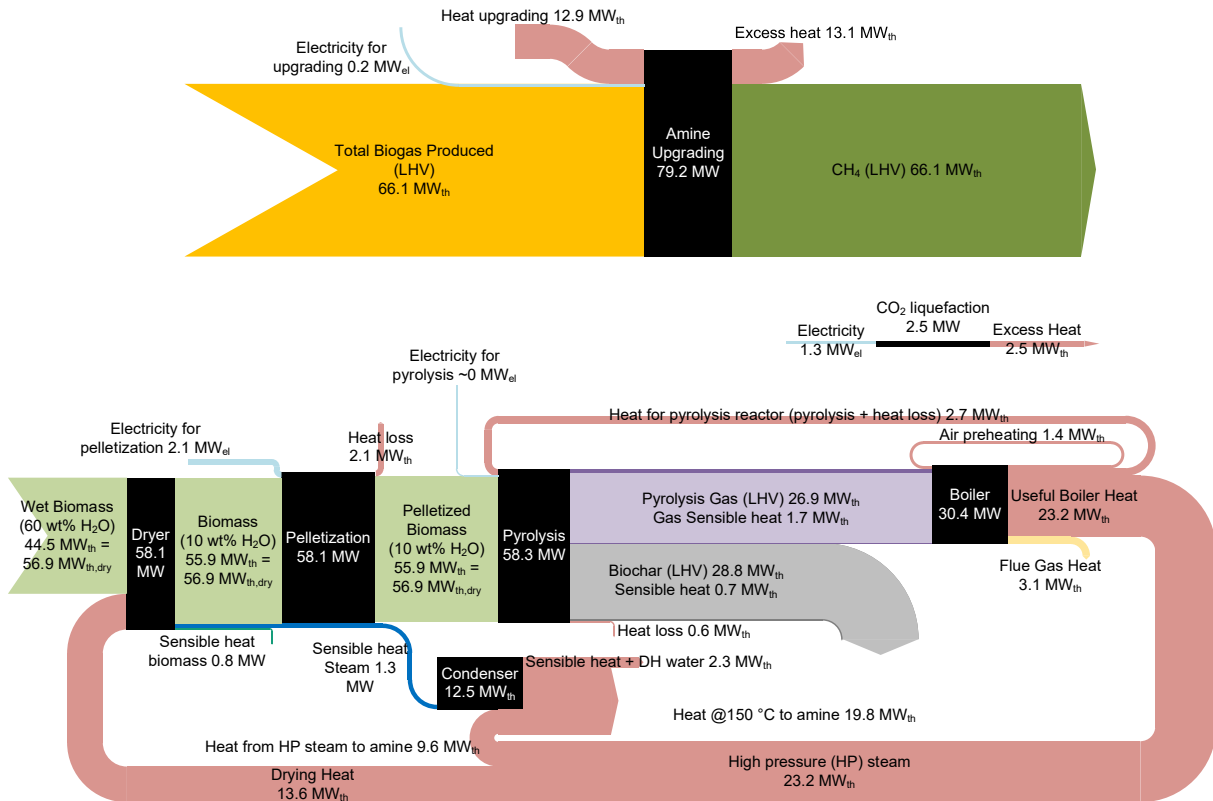 Heat upgrading 12.9 MWth
Excess heat 13.1 MWth
Electricity for
upgrading 0.2 MWel
Total Biogas Produced
(LHV)
66.1 MWth
Amine
Upgrading
79.2 MW
CH4 (LHV) 66.1 MWth
CO2 liquefaction
2.5 MW
Electricity
1.3 MWel
Excess Heat
2.5 MWth
Electricity for
pyrolysis ~0 MWel
Heat for pyrolysis reactor (pyrolysis + heat loss) 2.7 MWth
Air preheating 1.4 MWth
Electricity for
pelletization 2.1 MWel
Heat loss
2.1 MWth
Wet Biomass
(60 wt% H2O)
44.5 MWth =
56.9 MWth,dry
Dryer
58.1
MW
Biomass
(10 wt% H2O)
55.9 MWth =
56.9 MWth,dry
Pelletization
58.1 MW
Pelletized
Biomass
(10 wt% H2O)
55.9 MWth =
56.9 MWth,dry
Pyrolysis
58.3 MW
Pyrolysis Gas (LHV) 26.9 MWth
Gas Sensible heat 1.7 MWth
Boiler
30.4 MW
Useful Boiler Heat
23.2 MWth
Biochar (LHV) 28.8 MWth
Sensible heat 0.7 MWth
Flue Gas Heat
3.1 MWth
Heat loss 0.6 MWth
Sensible heat
biomass 0.8 MW
Sensible heat
Steam 1.3
MW
Condenser
12.5 MWth
Sensible heat + DH water 2.3 MWth
Heat @150 °C to amine 19.8 MWth
Heat from HP steam to amine 9.6 MWth
Drying Heat
13.6 MWth
High pressure (HP) steam
23.2 MWth